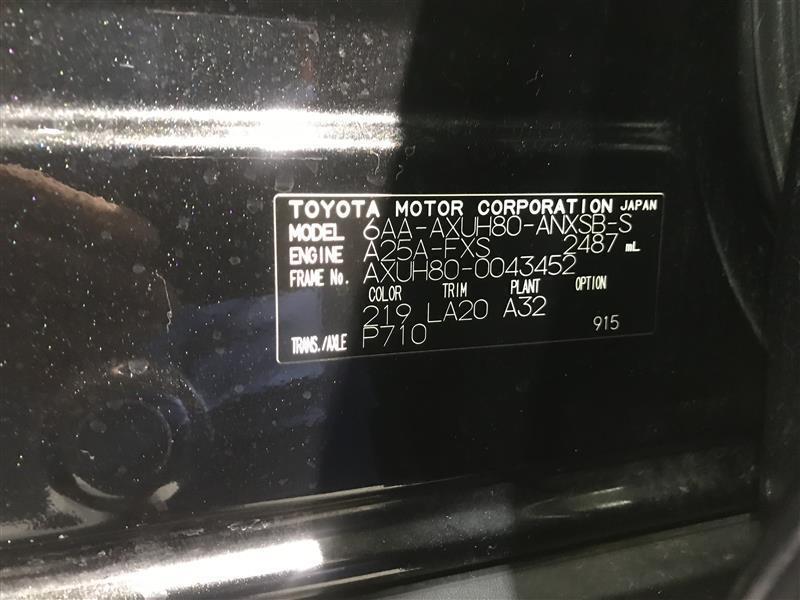 TOYOTA MOTOR CORPORATION JAPAN
MODEL 6AA-AXUH80-ANXSB-S
ENGINE A25A-FXS 2487 mL
FRAME No. AXUH80-0043452
COLOR TRIM PLANT OPTION
219 LA20 A32
TRANS./AXLE P710 915